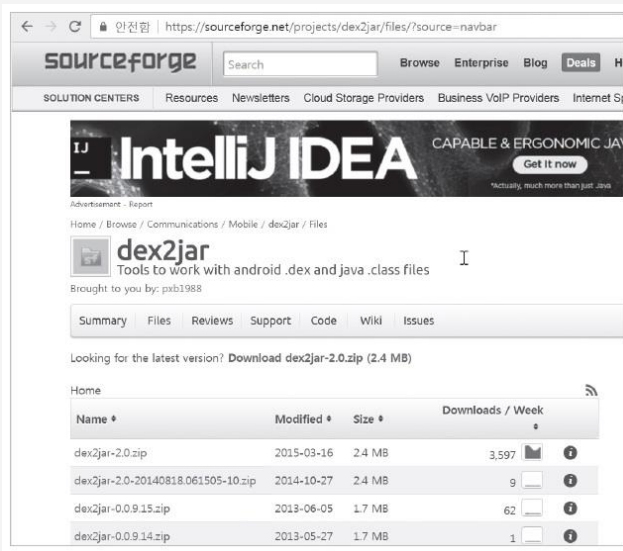 안전함 | https://sourceforge.net/projects/dex2jar/files/?source=navbar
sourceforge Search Browse Enterprise Blog Deals H
SOLUTION CENTERS Resources Newsletters Cloud Storage Providers Business VoIP Providers Internet Sp
IJ IntelliJ IDEA CAPABLE & ERGONOMIC JAV
Get it now
*Actually, much more than just Java
Advertisement - Report
Home / Browse / Communications / Mobile / dex2jar / Files
dex2jar
Tools to work with android .dex and java .class files
Brought to you by: pxb1988
Summary Files Reviews Support Code Wiki Issues
Looking for the latest version? Download dex2jar-2.0.zip (2.4 MB)
Home
Name Modified Size Downloads / Week
dex2jar-2.0.zip 2015-03-16 2.4 MB 3,597
dex2jar-2.0-20140818.061505-10.zip 2014-10-27 2.4 MB 9
dex2jar-0.0.9.15.zip 2013-06-05 1.7 MB 62
dex2jar-0.0.9.14.zip 2013-05-27 1.7 MB 1